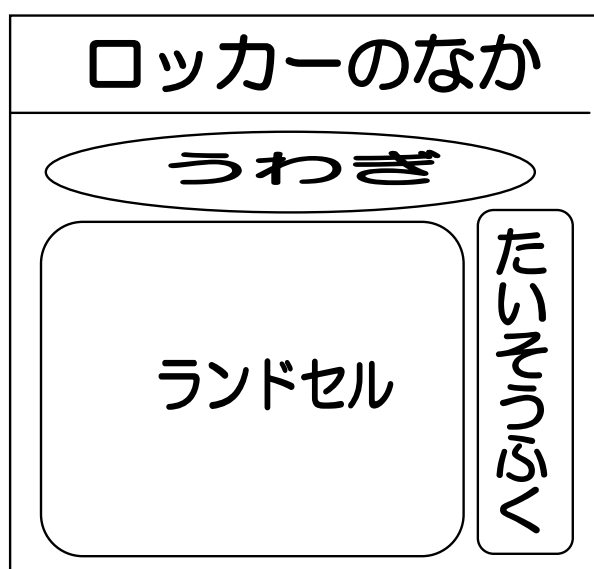 ロッカーのなか
うわぎ
ランドセル
たいそうふく